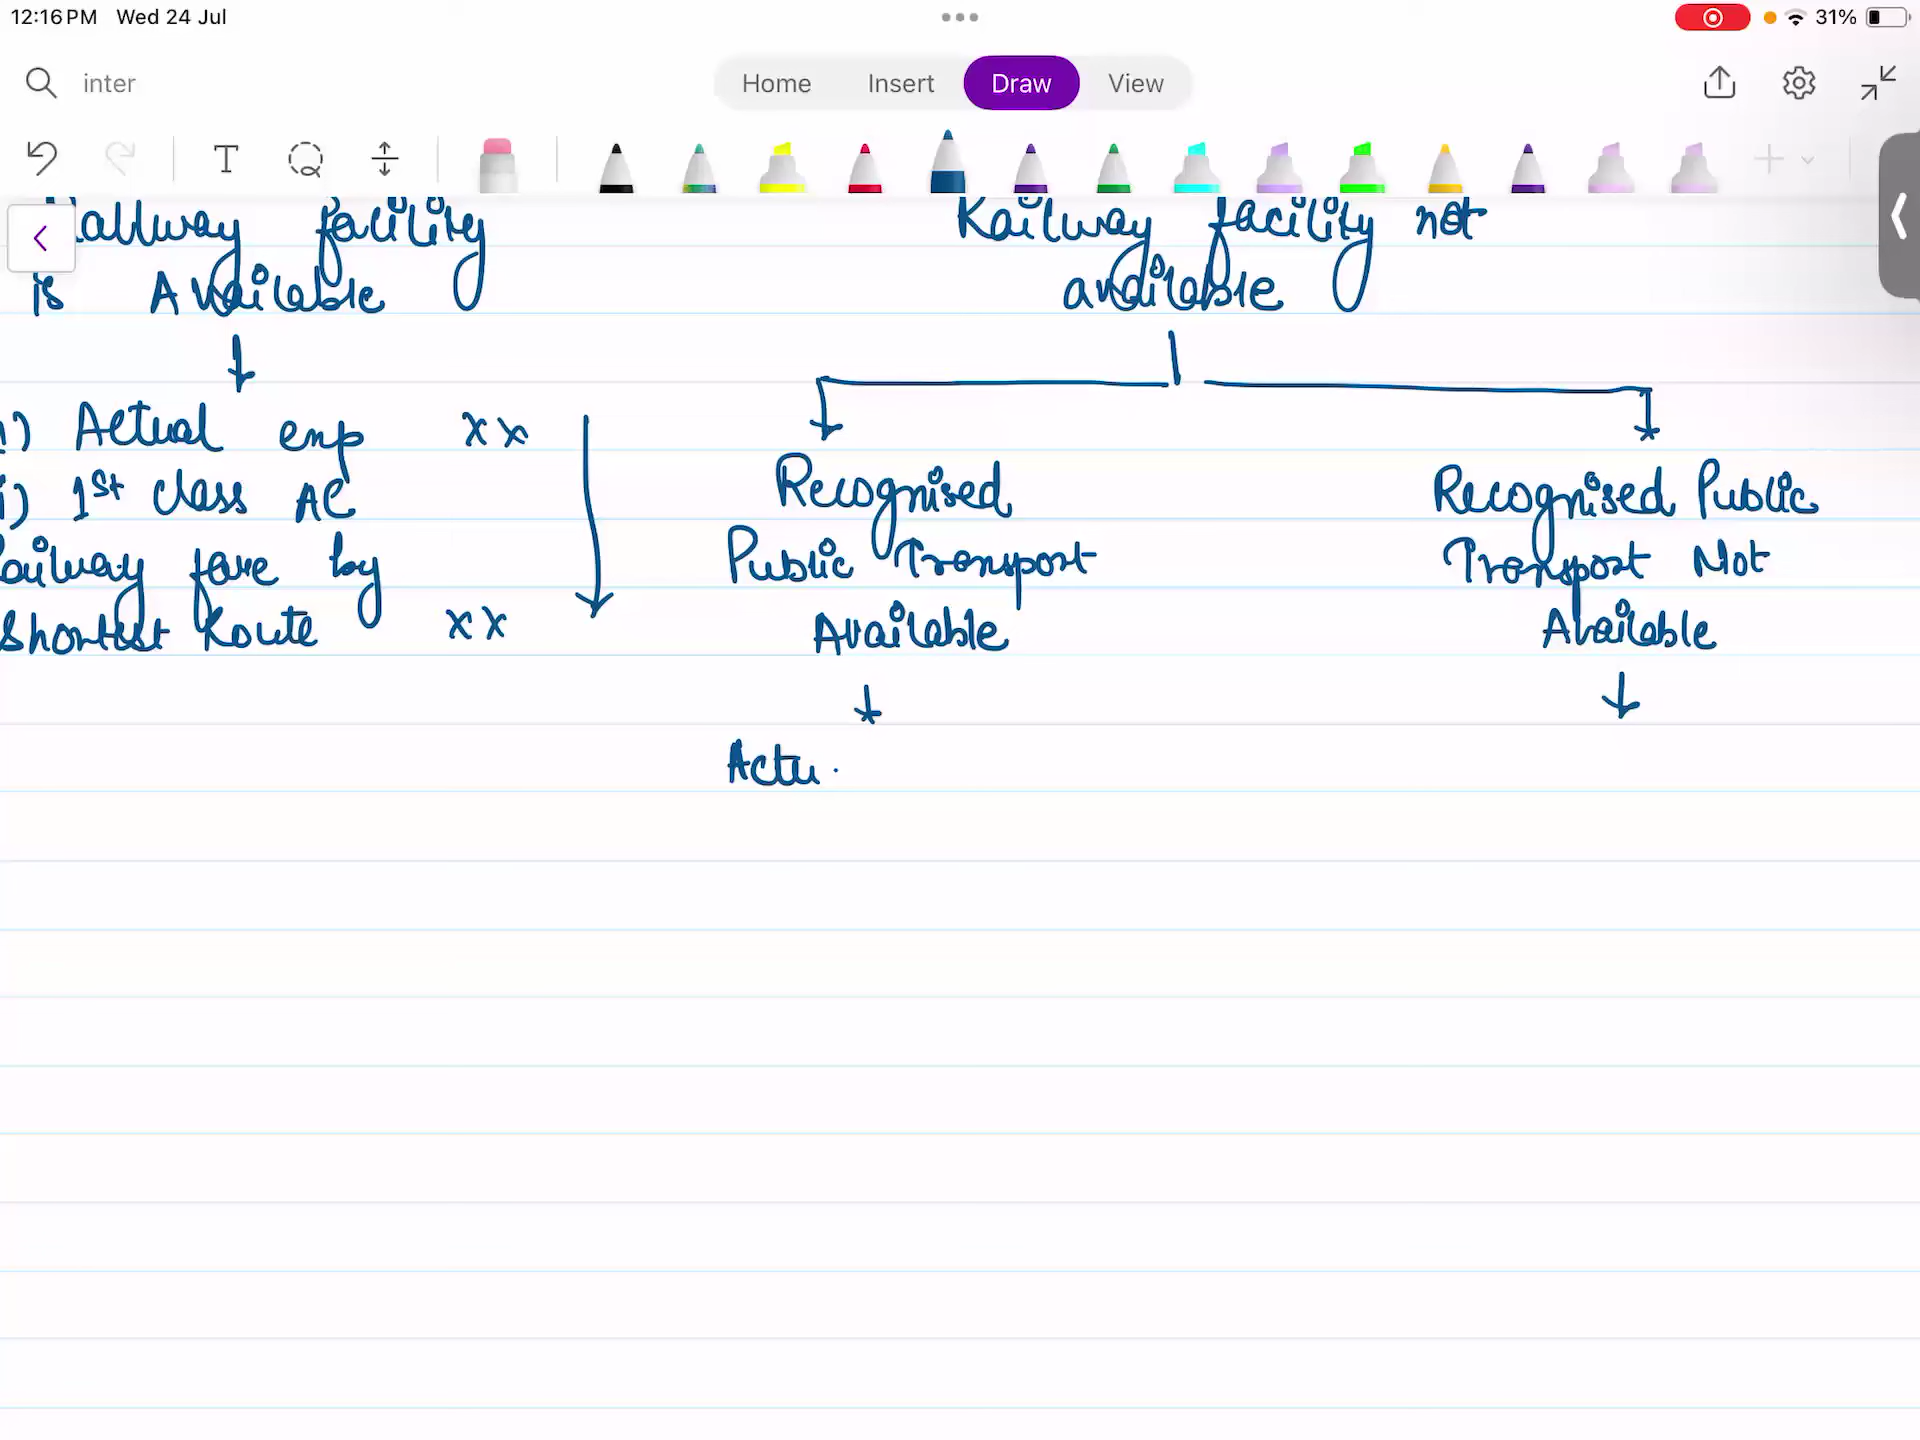 12:16 PM Wed 24 Jul
31%
inter
Home Insert Draw View
T
Railway facility
is Available
i) Actual exp xx
i) 1st class AC
Railway fare by
Shortest Route xx
Railway facility not
available
Recognised
Public Transport
Available
Actu
Recognised Public
Transport Not
Available